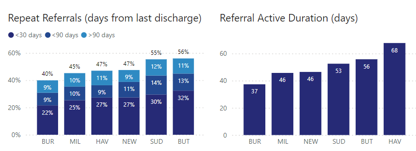 Repeat Referrals (days from last discharge)
<30 days <90 days >90 days
60%
40%
20%
0%
40% 45% 47% 47% 55% 56%
9% 10% 11% 9% 12% 11%
9% 10% 9% 11% 14% 13%
22% 25% 27% 27% 30% 32%
BUR MIL HAV NEW SUD BUT
Referral Active Duration (days)
60
40
20
0
37 46 46 53 56 68
BUR MIL NEW SUD BUT HAV